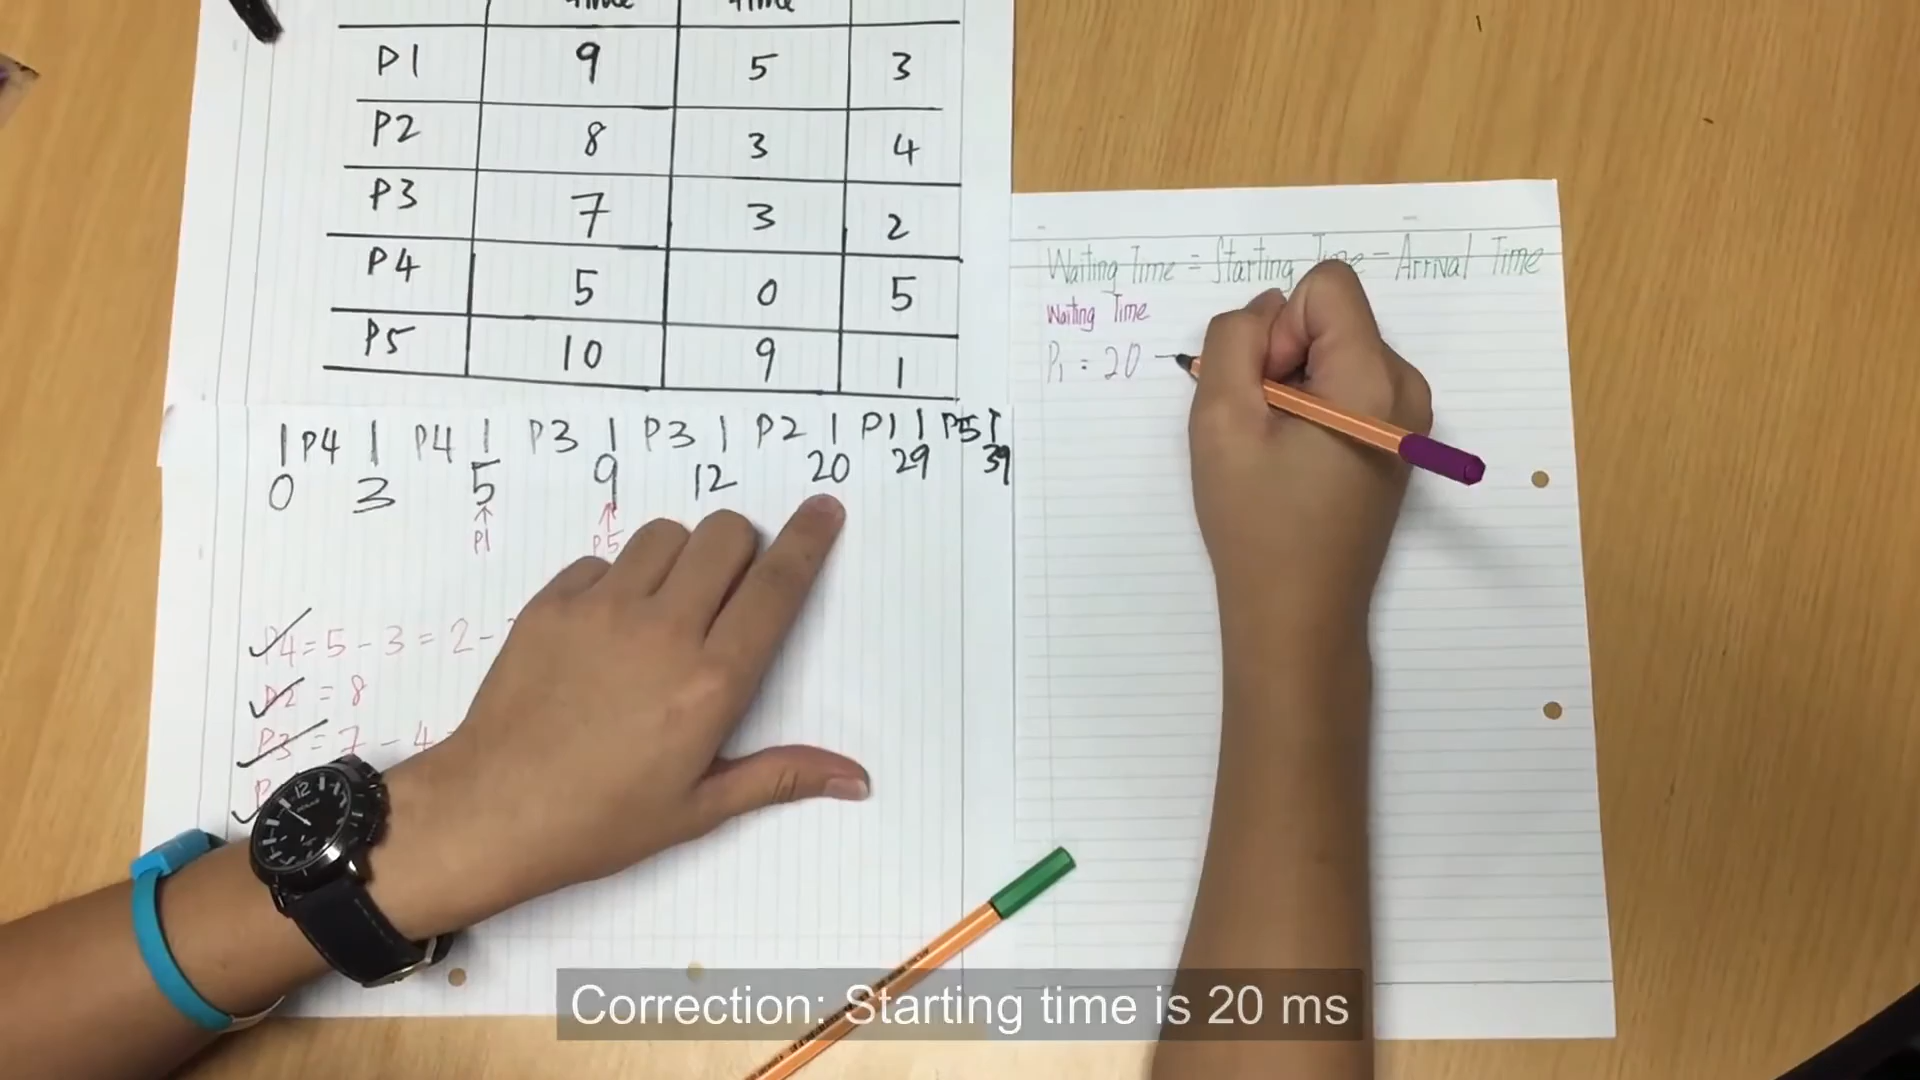 Time Time
P1 9 5 3
P2 8 3 4
P3 7 3 2
P4 5 0 5
P5 10 9 1
P4 P4 P3 P3 P2 P1 P5
0 3 5 9 12 20 29 39
P1 P5
P4 = 5 - 3 = 2 -
P2 = 8
P3 = 7 - 4
Waiting Time = Starting Time - Arrival Time
Waiting Time
P1 = 20 -
12
Correction: Starting time is 20 ms